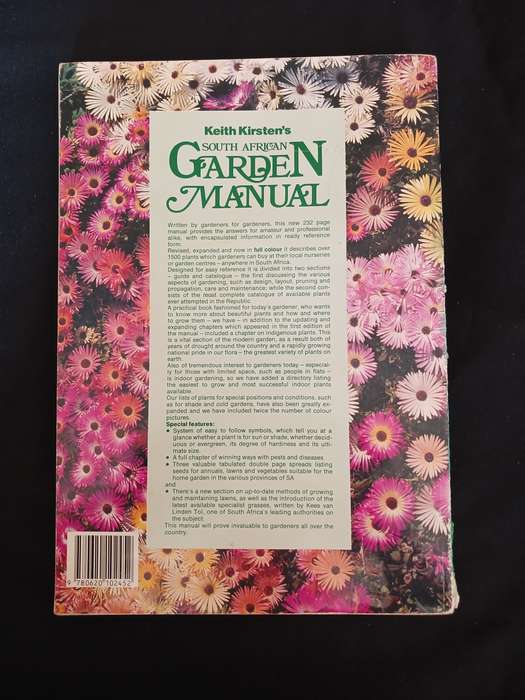 Keith Kirsten's
SOUTH AFRICAN
GARDEN
MANUAL
Written by gardeners for gardeners, this new 232 page
manual provides the answers for amateur and professional
alike, with encapsulated information in ready reference
form.
Revised, expanded and now in full colour it describes over
1500 plants which gardeners can buy at their local nurseries
or garden centres – anywhere in South Africa.
Designed for easy reference it is divided into two sections
– guide and catalogue – the first discussing the various
aspects of gardening, such as design, layout, pruning and
propagation, care and maintenance; while the second con-
sists of the most complete catalogue of available plants
ever attempted in the Republic.
A practical book fashioned for today's gardener, who wants
to know more about beautiful plants and how and where
to grow them – we have – in addition to the updating and
expanding chapters which appeared in the first edition of
the manual – included a chapter on indigenous plants. This
is a vital section of the modern garden, as a result both of
years of drought around the country and a rapidly growing
national pride in our flora – the greatest variety of plants on
earth.
Also of tremendous interest to gardeners today – especial-
ly for those with limited space, such as people in flats –
is indoor gardening, so we have added a directory listing
the easiest to grow and most successful indoor plants
available.
Our lists of plants for special positions and conditions, such
as for shade and cold gardens, have also been greatly ex-
panded and we have included twice the number of colour
pictures.
Special features:
• System of easy to follow symbols, which tell you at a
glance whether a plant is for sun or shade, whether decid-
uous or evergreen, its degree of hardiness and its ulti-
mate size.
• A full chapter of winning ways with pests and diseases.
• Three valuable tabulated double page spreads listing
seeds for annuals, lawns and vegetables suitable for the
home garden in the various provinces of SA
and
• There's a new section on up-to-date methods of growing
and maintaining lawns, as well as the introduction of the
latest available specialist grasses, written by Kees van
Linden Tol, one of South Africa's leading authorities on
the subject.
This manual will prove invaluable to gardeners all over the
country.
9 780620 102452